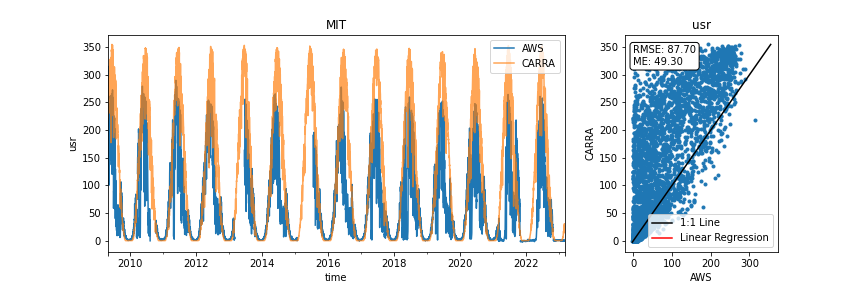 MIT
usr
350
300
250
200
150
100
50
0
usr
AWS
CARRA
2010
2012
2014
2016
2018
2020
2022
time
350
300
250
200
150
100
50
0
CARRA
RMSE: 87.70
ME: 49.30
1:1 Line
Linear Regression
0
100
200
300
AWS